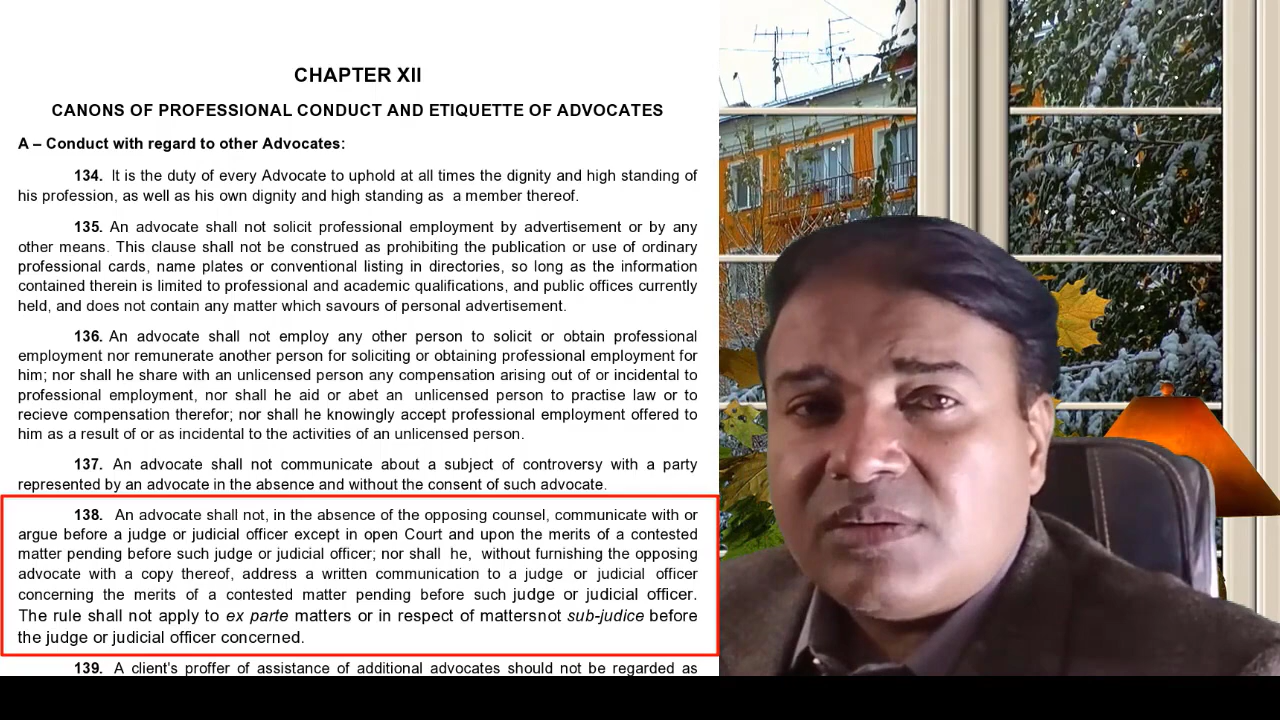 CHAPTER XII
CANONS OF PROFESSIONAL CONDUCT AND ETIQUETTE OF ADVOCATES
A – Conduct with regard to other Advocates:
134. It is the duty of every Advocate to uphold at all times the dignity and high standing of
his profession, as well as his own dignity and high standing as a member thereof.
135. An advocate shall not solicit professional employment by advertisement or by any
other means. This clause shall not be construed as prohibiting the publication or use of ordinary
professional cards, name plates or conventional listing in directories, so long as the information
contained therein is limited to professional and academic qualifications, and public offices currently
held, and does not contain any matter which savours of personal advertisement.
136. An advocate shall not employ any other person to solicit or obtain professional
employment nor remunerate another person for soliciting or obtaining professional employment for
him; nor shall he share with an unlicensed person any compensation arising out of or incidental to
professional employment, nor shall he aid or abet an unlicensed person to practise law or to
recieve compensation therefor; nor shall he knowingly accept professional employment offered to
him as a result of or as incidental to the activities of an unlicensed person.
137. An advocate shall not communicate about a subject of controversy with a party
represented by an advocate in the absence and without the consent of such advocate.
138. An advocate shall not, in the absence of the opposing counsel, communicate with or
argue before a judge or judicial officer except in open Court and upon the merits of a contested
matter pending before such judge or judicial officer; nor shall he, without furnishing the opposing
advocate with a copy thereof, address a written communication to a judge or judicial officer
concerning the merits of a contested matter pending before such judge or judicial officer.
The rule shall not apply to ex parte matters or in respect of mattersnot sub-judice before
the judge or judicial officer concerned.
139. A client's proffer of assistance of additional advocates should not be regarded as